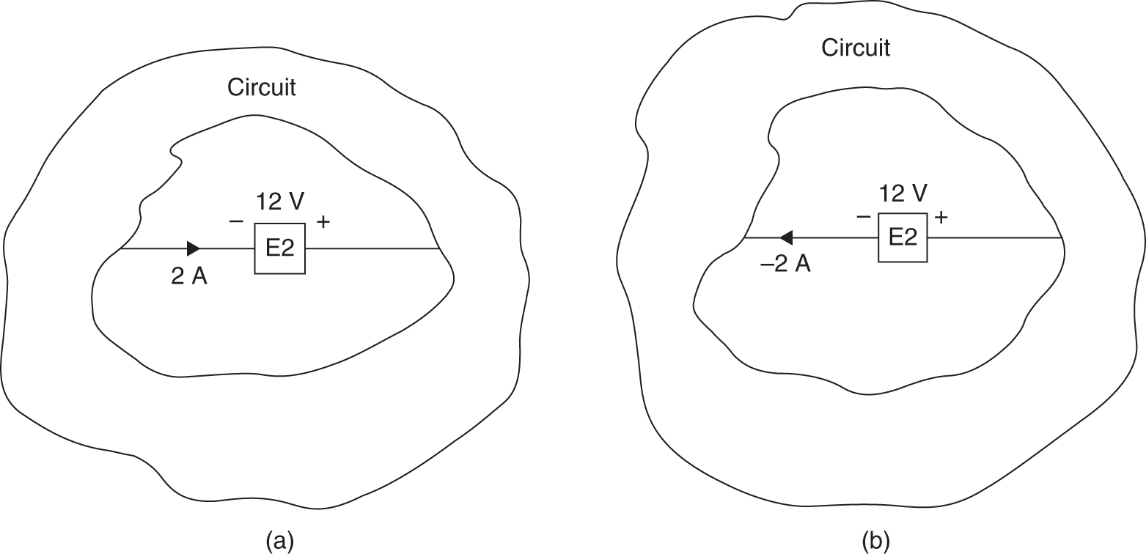 Circuit
12 V
– +
E2
2 A
(a)
Circuit
12 V
– +
E2
–2 A
(b)